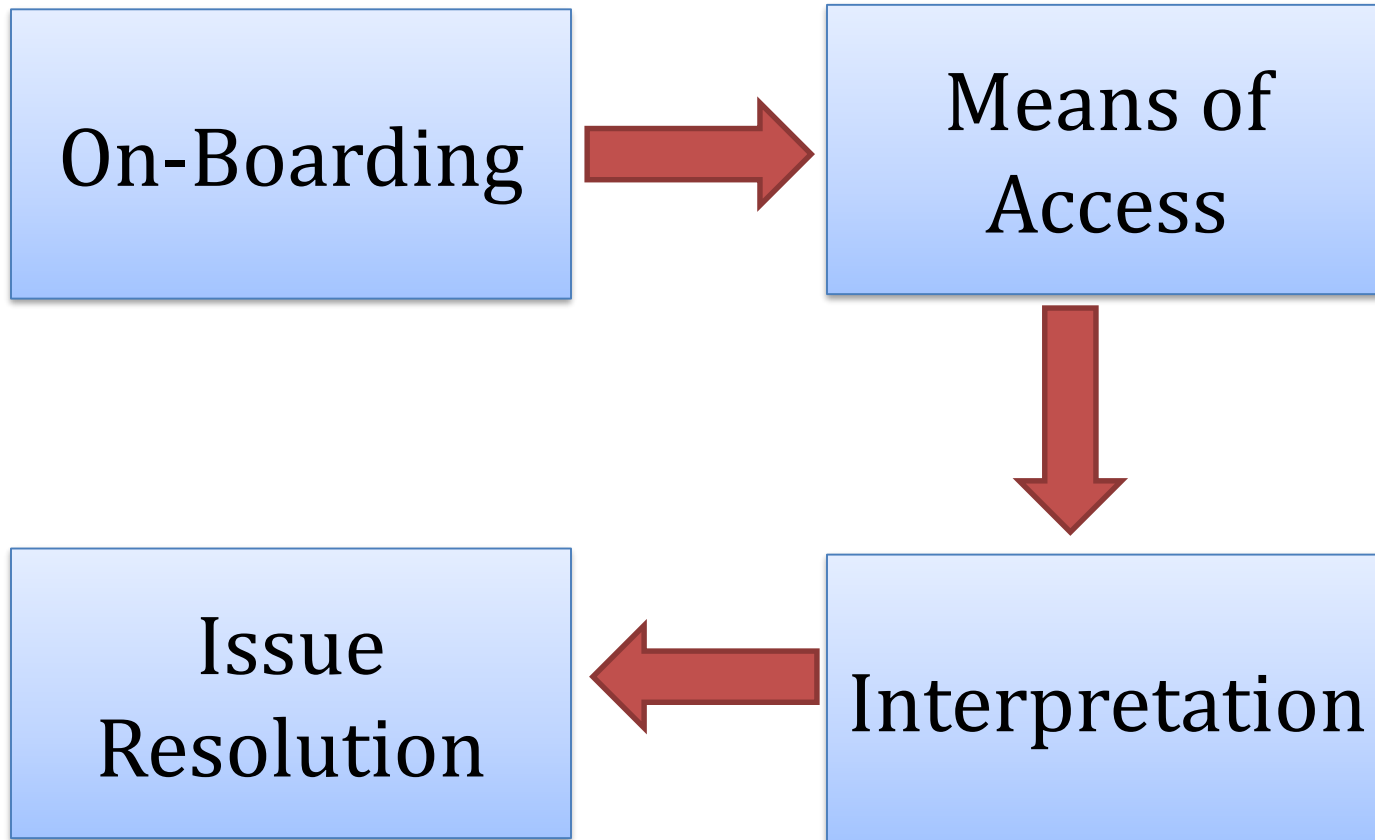 On-Boarding
Means of
Access
Issue
Resolution
Interpretation